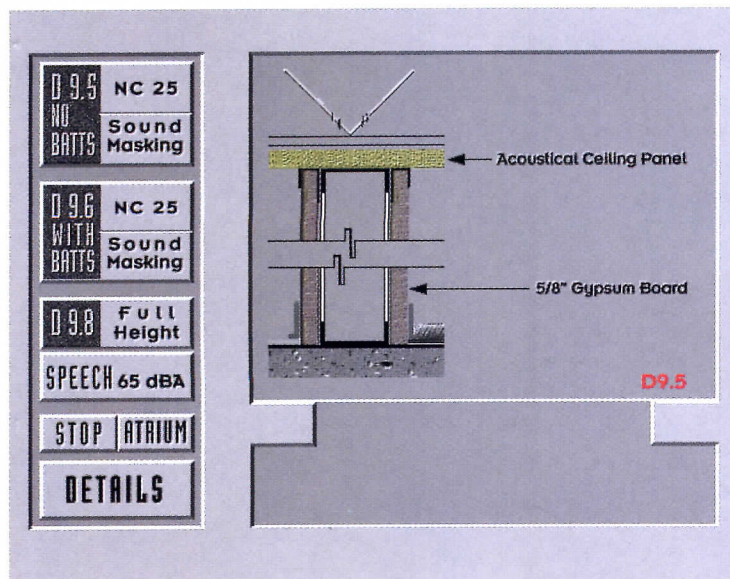 D 9.5
NO
BATTS
NC 25
Sound
Masking
D 9.6
WITH
BATTS
NC 25
Sound
Masking
D 9.8
Full
Height
SPEECH 65 dBA
STOP
ATRIUM
DETAILS
Acoustical Ceiling Panel
5/8" Gypsum Board
D9.5